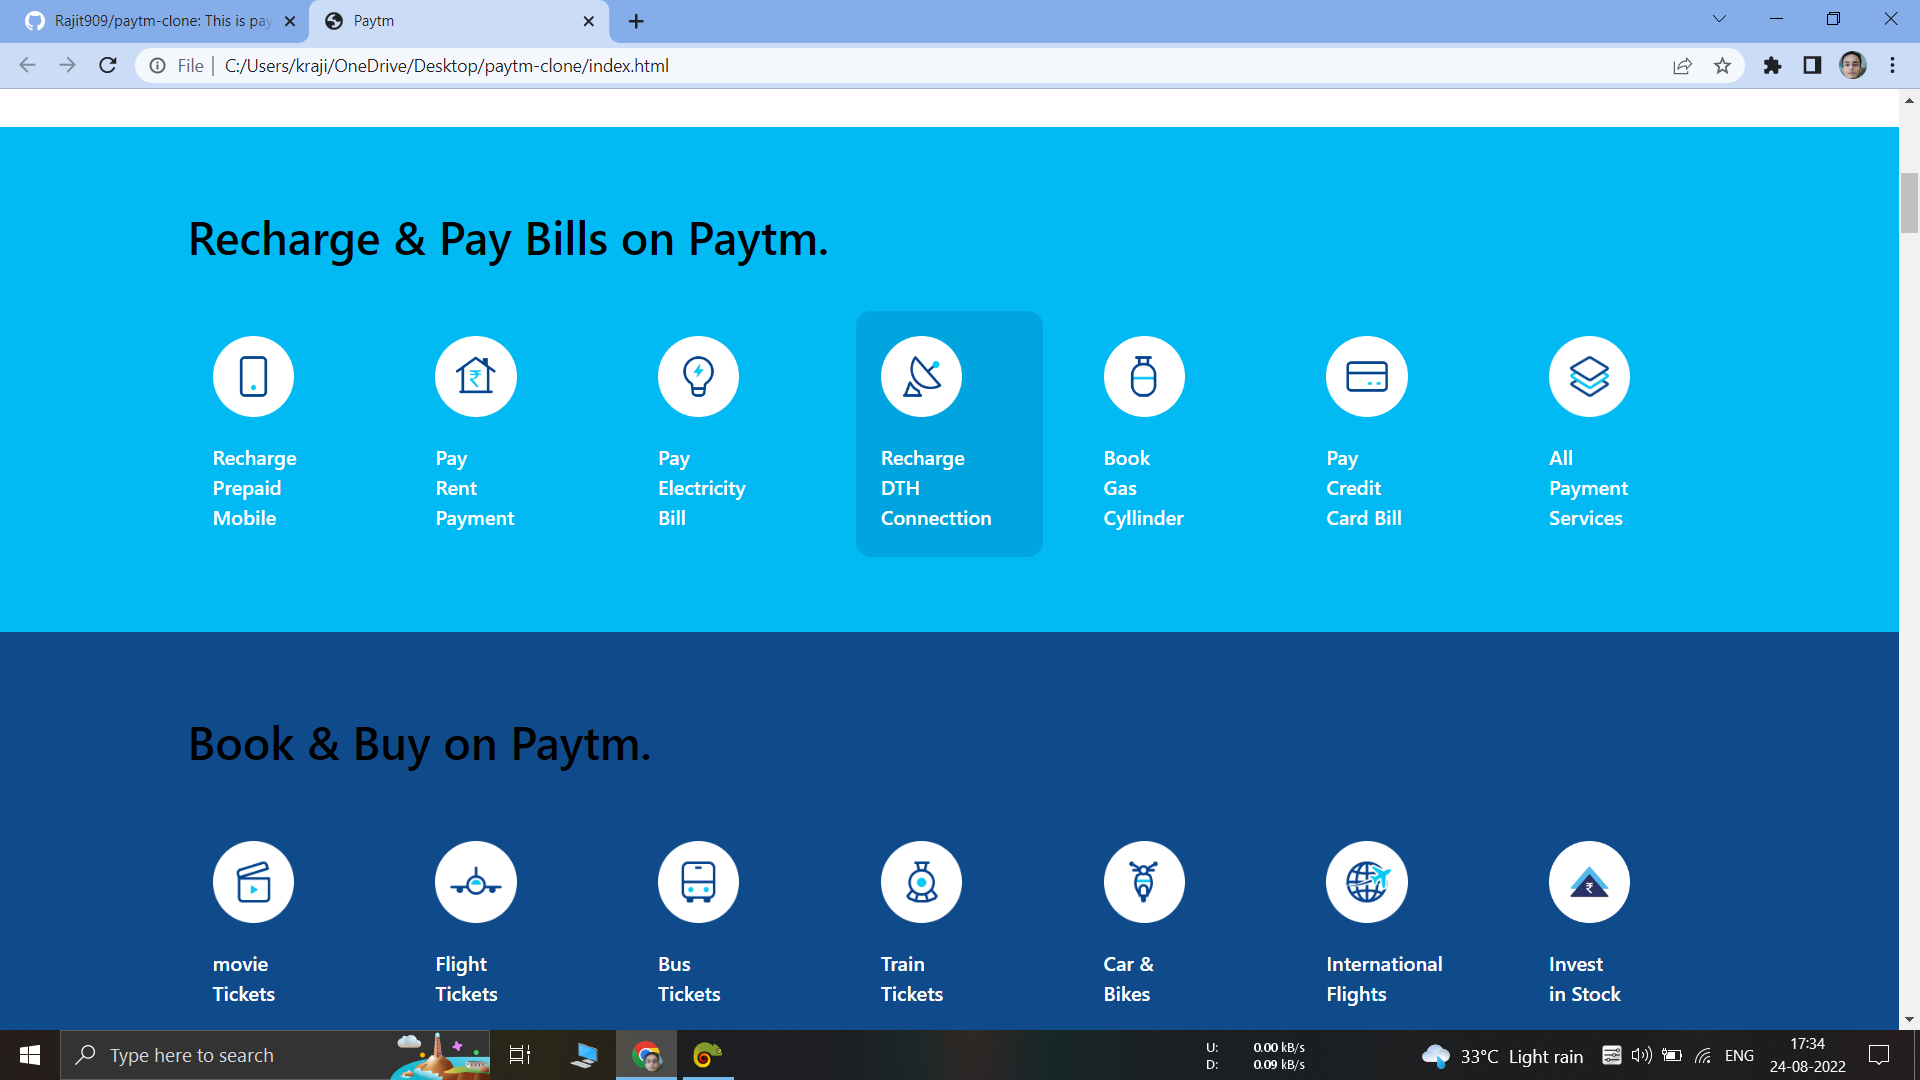 Rajit909/paytm-clone: This is pay
Paytm
File
C:/Users/kraji/OneDrive/Desktop/paytm-clone/index.html
Recharge & Pay Bills on Paytm.
Recharge
Prepaid
Mobile
Pay
Rent
Payment
Pay
Electricity
Bill
Recharge
DTH
Connecttion
Book
Gas
Cyllinder
Pay
Credit
Card Bill
All
Payment
Services
Book & Buy on Paytm.
movie
Tickets
Flight
Tickets
Bus
Tickets
Train
Tickets
Car &
Bikes
International
Flights
Invest
in Stock
Type here to search
U: 0.00 kB/s
D: 0.09 kB/s
33°C Light rain
ENG
17:34
24-08-2022